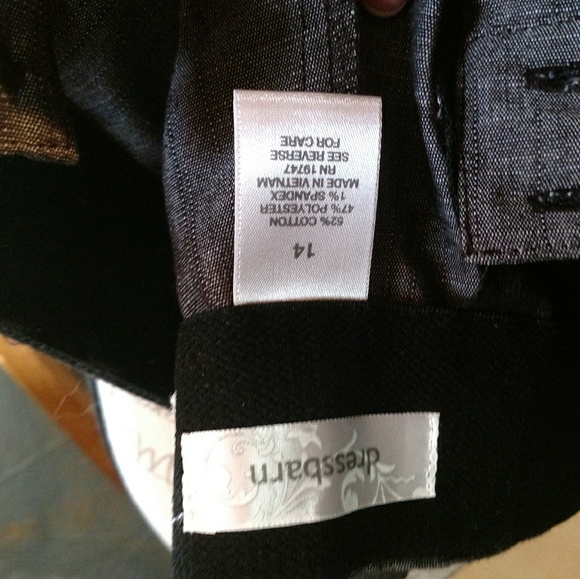 dressbarn
14
52% COTTON
47% POLYESTER
1% SPANDEX
MADE IN VIETNAM
RN 19747
SEE REVERSE
FOR CARE